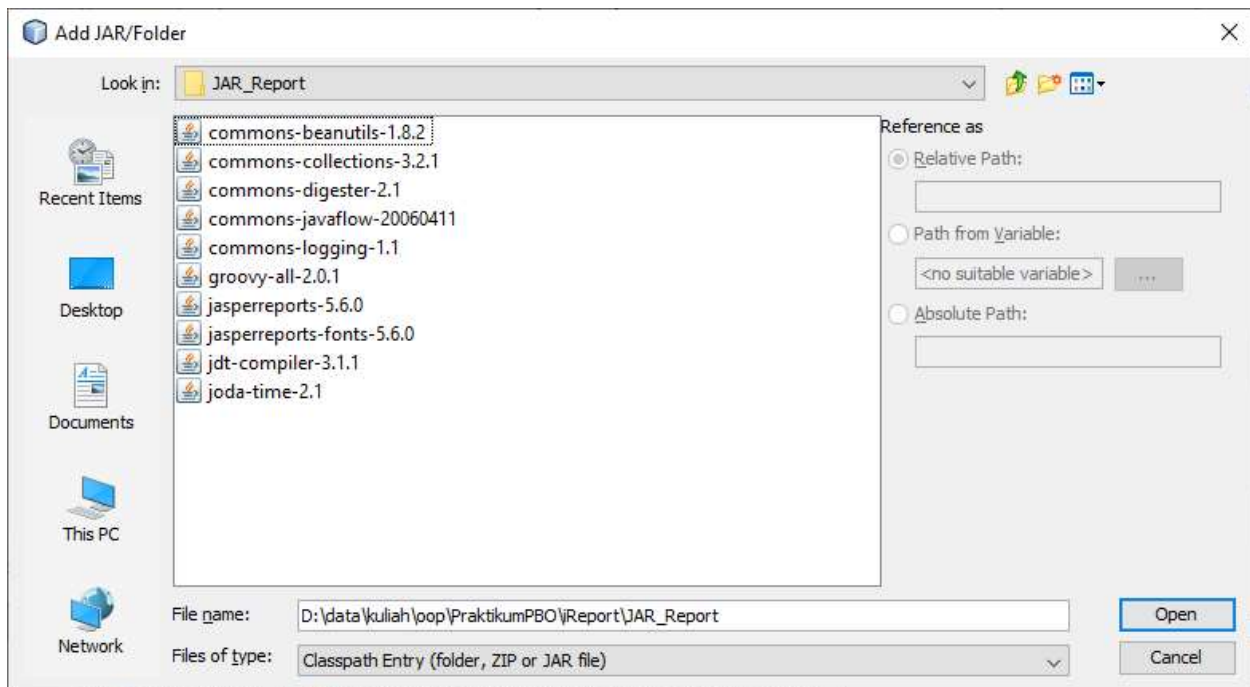 Add JAR/Folder
Look in:
JAR_Report
Recent Items
Desktop
Documents
This PC
Network
commons-beanutils-1.8.2
commons-collections-3.2.1
commons-digester-2.1
commons-javaflow-20060411
commons-logging-1.1
groovy-all-2.0.1
jasperreports-5.6.0
jasperreports-fonts-5.6.0
jdt-compiler-3.1.1
joda-time-2.1
Reference as
Relative Path:
Path from Variable:
<no suitable variable>
...
Absolute Path:
File name:
D:\data\kuliah\oop\PraktikumPBO\iReport\JAR_Report
Open
Files of type:
Classpath Entry (folder, ZIP or JAR file)
Cancel